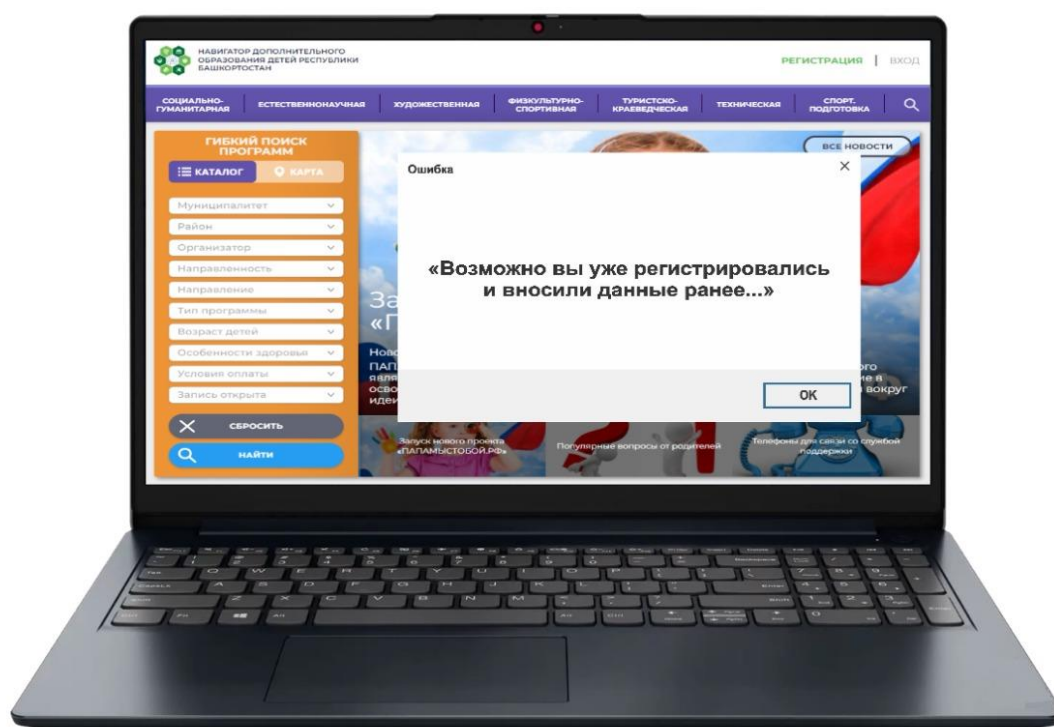 НАВИГАТОР ДОПОЛНИТЕЛЬНОГО
ОБРАЗОВАНИЯ ДЕТЕЙ РЕСПУБЛИКИ
БАШКОРТОСТАН
РЕГИСТРАЦИЯ | ВХОД
СОЦИАЛЬНО-
ГУМАНИТАРНАЯ
ЕСТЕСТВЕННОНАУЧНАЯ
ХУДОЖЕСТВЕННАЯ
ФИЗКУЛЬТУРНО-
СПОРТИВНАЯ
ТУРИСТСКО-
КРАЕВЕДЧЕСКАЯ
ТЕХНИЧЕСКАЯ
СПОРТ.
ПОДГОТОВКА
ГИБКИЙ ПОИСК
ПРОГРАММ
КАТАЛОГ
КАРТА
Муниципалитет
Район
Организатор
Направленность
Направление
Тип программы
Возраст детей
Особенности здоровья
Условия оплаты
Запись открыта
СБРОСИТЬ
НАЙТИ
ВСЕ НОВОСТИ
Ошибка
«Возможно вы уже регистрировались
и вносили данные ранее...»
OK
вокруг
Запуск нового проекта
«ПАПАМЫСТОБОЙ.РФ»
Популярные вопросы от родителей
Телефоны для связи со службой
поддержки